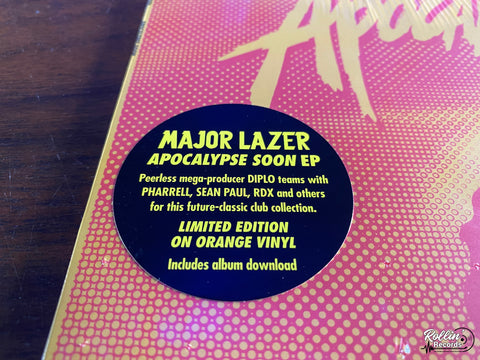 Apoca
MAJOR LAZER
APOCALYPSE SOON EP
Peerless mega-producer DIPLO teams with
PHARRELL, SEAN PAUL, RDX and others
for this future-classic club collection.
LIMITED EDITION
ON ORANGE VINYL
Includes album download
Rollin
Records